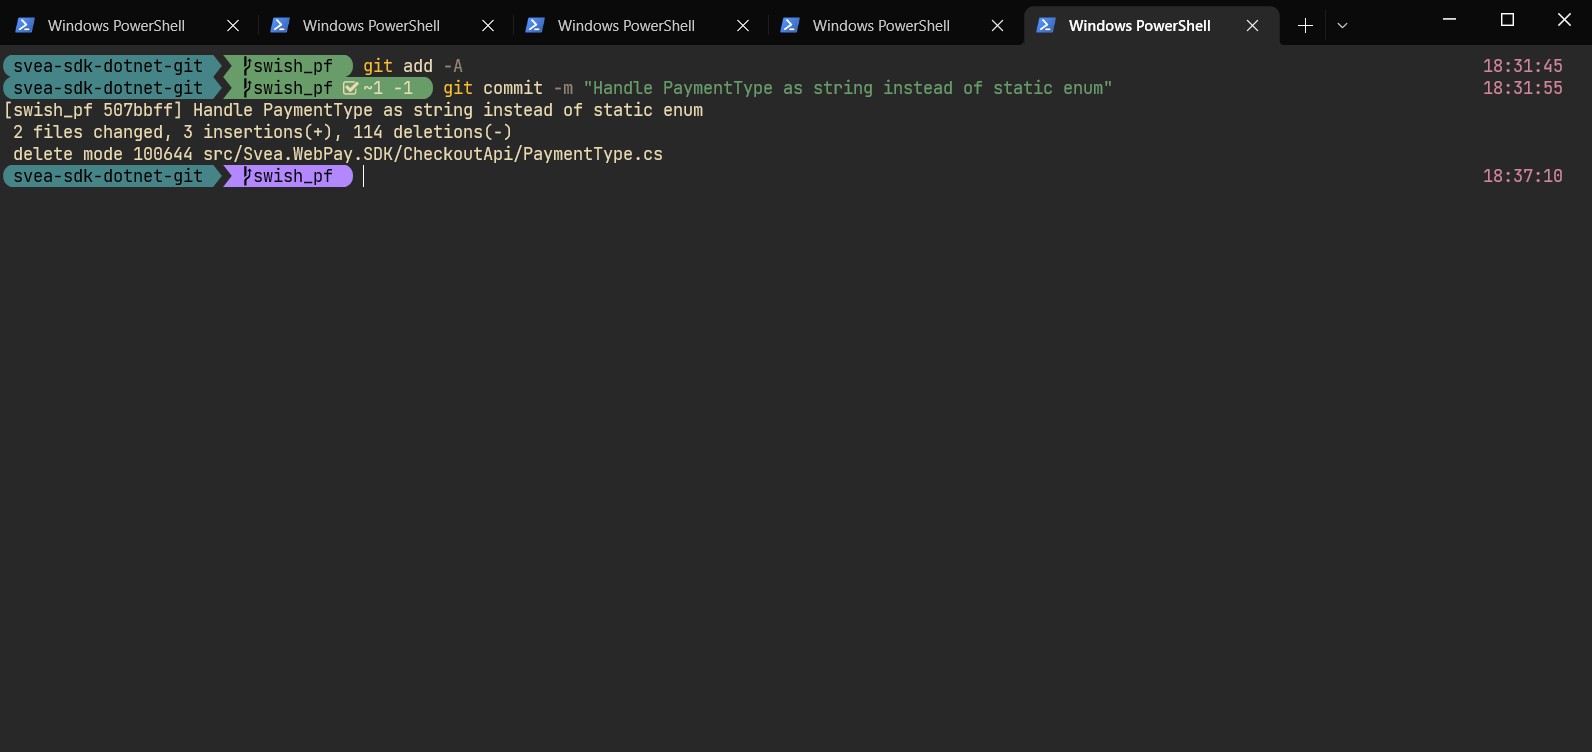 Windows PowerShell
Windows PowerShell
Windows PowerShell
Windows PowerShell
Windows PowerShell
svea-sdk-dotnet-git swish_pf git add -A 18:31:45
svea-sdk-dotnet-git swish_pf ~1 -1 git commit -m "Handle PaymentType as string instead of static enum" 18:31:55
[swish_pf 507bbff] Handle PaymentType as string instead of static enum
2 files changed, 3 insertions(+), 114 deletions(-)
delete mode 100644 src/Svea.WebPay.SDK/CheckoutApi/PaymentType.cs
svea-sdk-dotnet-git swish_pf 18:37:10